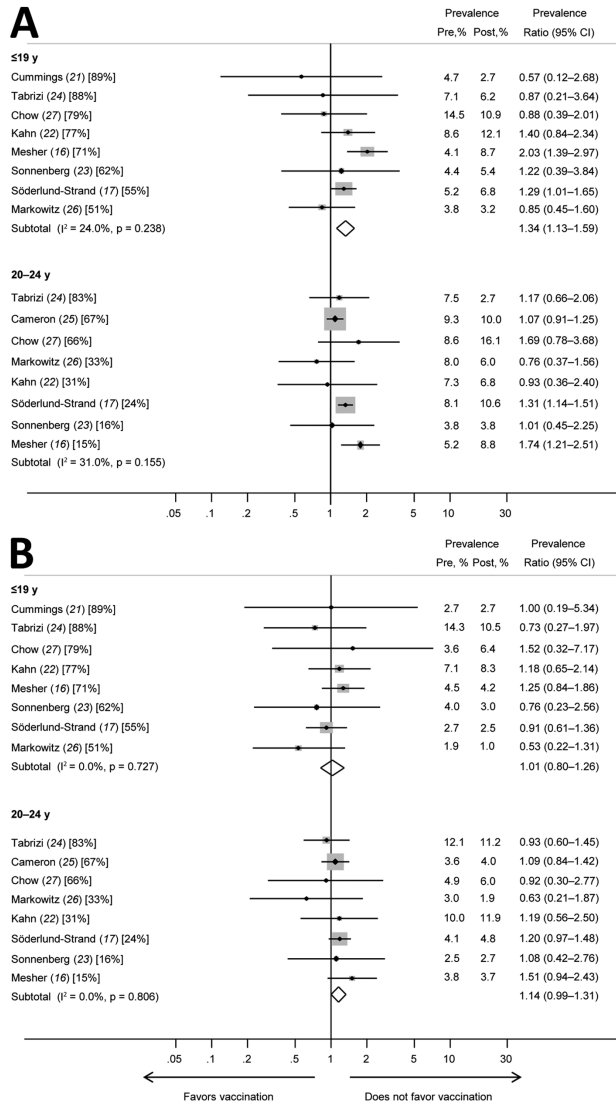 A
Prevalence Prevalence
Pre,% Post,% Ratio (95% CI)
≤19 y
Cummings (21) [89%] 4.7 2.7 0.57 (0.12–2.68)
Tabrizi (24) [88%] 7.1 6.2 0.87 (0.21–3.64)
Chow (27) [79%] 14.5 10.9 0.88 (0.39–2.01)
Kahn (22) [77%] 8.6 12.1 1.40 (0.84–2.34)
Mesher (16) [71%] 4.1 8.7 2.03 (1.39–2.97)
Sonnenberg (23) [62%] 4.4 5.4 1.22 (0.39–3.84)
Söderlund-Strand (17) [55%] 5.2 6.8 1.29 (1.01–1.65)
Markowitz (26) [51%] 3.8 3.2 0.85 (0.45–1.60)
Subtotal (I² = 24.0%, p = 0.238) 1.34 (1.13–1.59)
20–24 y
Tabrizi (24) [83%] 7.5 2.7 1.17 (0.66–2.06)
Cameron (25) [67%] 9.3 10.0 1.07 (0.91–1.25)
Chow (27) [66%] 8.6 16.1 1.69 (0.78–3.68)
Markowitz (26) [33%] 8.0 6.0 0.76 (0.37–1.56)
Kahn (22) [31%] 7.3 6.8 0.93 (0.36–2.40)
Söderlund-Strand (17) [24%] 8.1 10.6 1.31 (1.14–1.51)
Sonnenberg (23) [16%] 3.8 3.8 1.01 (0.45–2.25)
Mesher (16) [15%] 5.2 8.8 1.74 (1.21–2.51)
Subtotal (I² = 31.0%, p = 0.155)
.05 .1 .5 1 2 5 10 30
B
Prevalence Prevalence
Pre, % Post, % Ratio (95% CI)
≤19 y
Cummings (21) [89%] 2.7 2.7 1.00 (0.19–5.34)
Tabrizi (24) [88%] 14.3 10.5 0.73 (0.27–1.97)
Chow (27) [79%] 3.6 6.4 1.52 (0.32–7.17)
Kahn (22) [77%] 7.1 8.3 1.18 (0.65–2.14)
Mesher (16) [71%] 4.5 4.2 1.25 (0.84–1.86)
Sonnenberg (23) [62%] 4.0 3.0 0.76 (0.23–2.56)
Söderlund-Strand (17) [55%] 2.7 2.5 0.91 (0.61–1.36)
Markowitz (26) [51%] 1.9 1.0 0.53 (0.22–1.31)
Subtotal (I² = 0.0%, p = 0.727) 1.01 (0.80–1.26)
20–24 y
Tabrizi (24) [83%] 12.1 11.2 0.93 (0.60–1.45)
Cameron (25) [67%] 3.6 4.0 1.09 (0.84–1.42)
Chow (27) [66%] 4.9 6.0 0.92 (0.30–2.77)
Markowitz (26) [33%] 3.0 1.9 0.63 (0.21–1.87)
Kahn (22) [31%] 10.0 11.9 1.19 (0.56–2.50)
Söderlund-Strand (17) [24%] 4.1 4.8 1.20 (0.97–1.48)
Sonnenberg (23) [16%] 2.5 2.7 1.08 (0.42–2.76)
Mesher (16) [15%] 3.8 3.7 1.51 (0.94–2.43)
Subtotal (I² = 0.0%, p = 0.806) 1.14 (0.99–1.31)
.05 .1 .5 1 2 5 10 30
Favors vaccination Does not favor vaccination